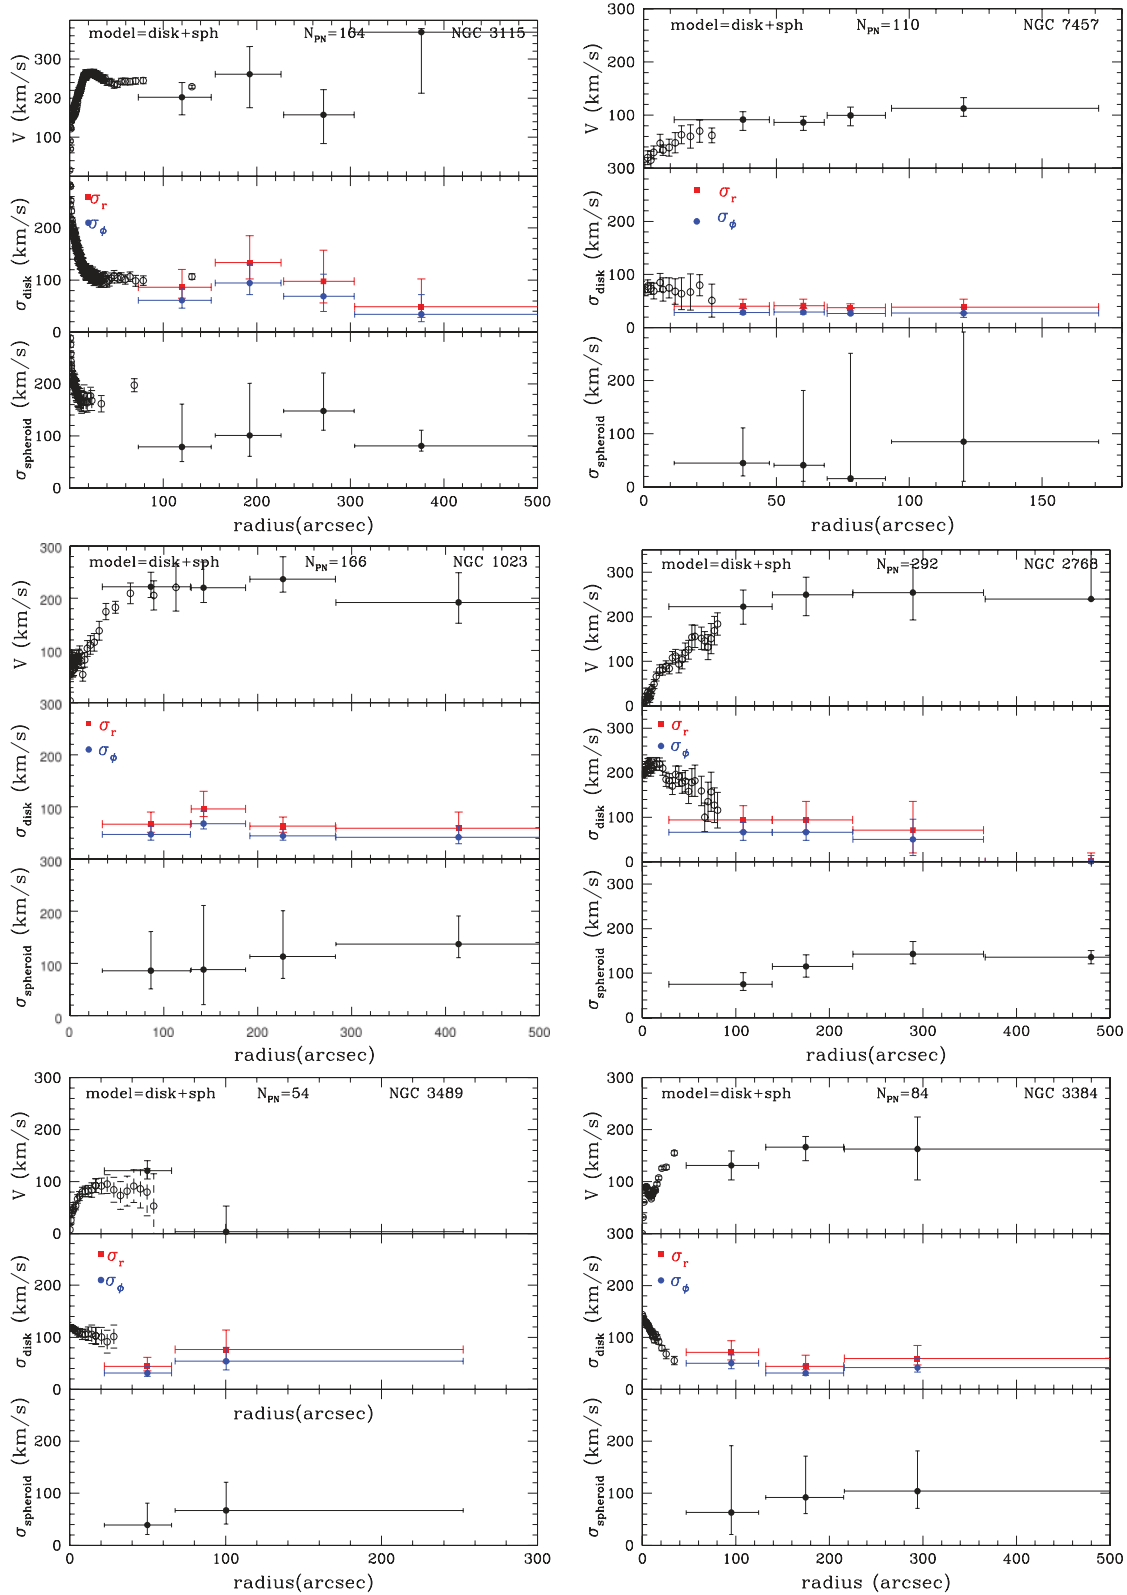 model=disk+sph N_PN=164 NGC 3115
V (km/s)
300
200
100
σ_r
σ_φ
σ_disk (km/s)
200
100
0
σ_spheroid (km/s)
200
100
0
0 100 200 300 400 500
radius(arcsec)
model=disk+sph N_PN=110 NGC 7457
V (km/s)
300
200
100
300
σ_r
σ_φ
σ_disk (km/s)
200
100
0
σ_spheroid (km/s)
200
100
0
0 50 100 150
radius(arcsec)
model=disk+sph N_PN=166 NGC 1023
V (km/s)
300
200
100
300
σ_r
σ_φ
σ_disk (km/s)
200
100
0
σ_spheroid (km/s)
200
100
0
0 100 200 300 400 500
radius(arcsec)
model=disk+sph N_PN=292 NGC 2768
V (km/s)
300
200
100
0
σ_r
σ_φ
σ_disk (km/s)
300
200
100
0
σ_spheroid (km/s)
200
100
0
0 100 200 300 400 500
radius(arcsec)
model=disk+sph N_PN=54 NGC 3489
V (km/s)
300
200
100
0
σ_r
σ_φ
σ_disk (km/s)
200
100
0
radius(arcsec)
σ_spheroid (km/s)
200
100
0
0 100 200 300
radius(arcsec)
model=disk+sph N_PN=84 NGC 3384
V (km/s)
300
200
100
300
σ_r
σ_φ
σ_disk (km/s)
200
100
0
σ_spheroid (km/s)
200
100
0
0 100 200 300 400 500
radius (arcsec)